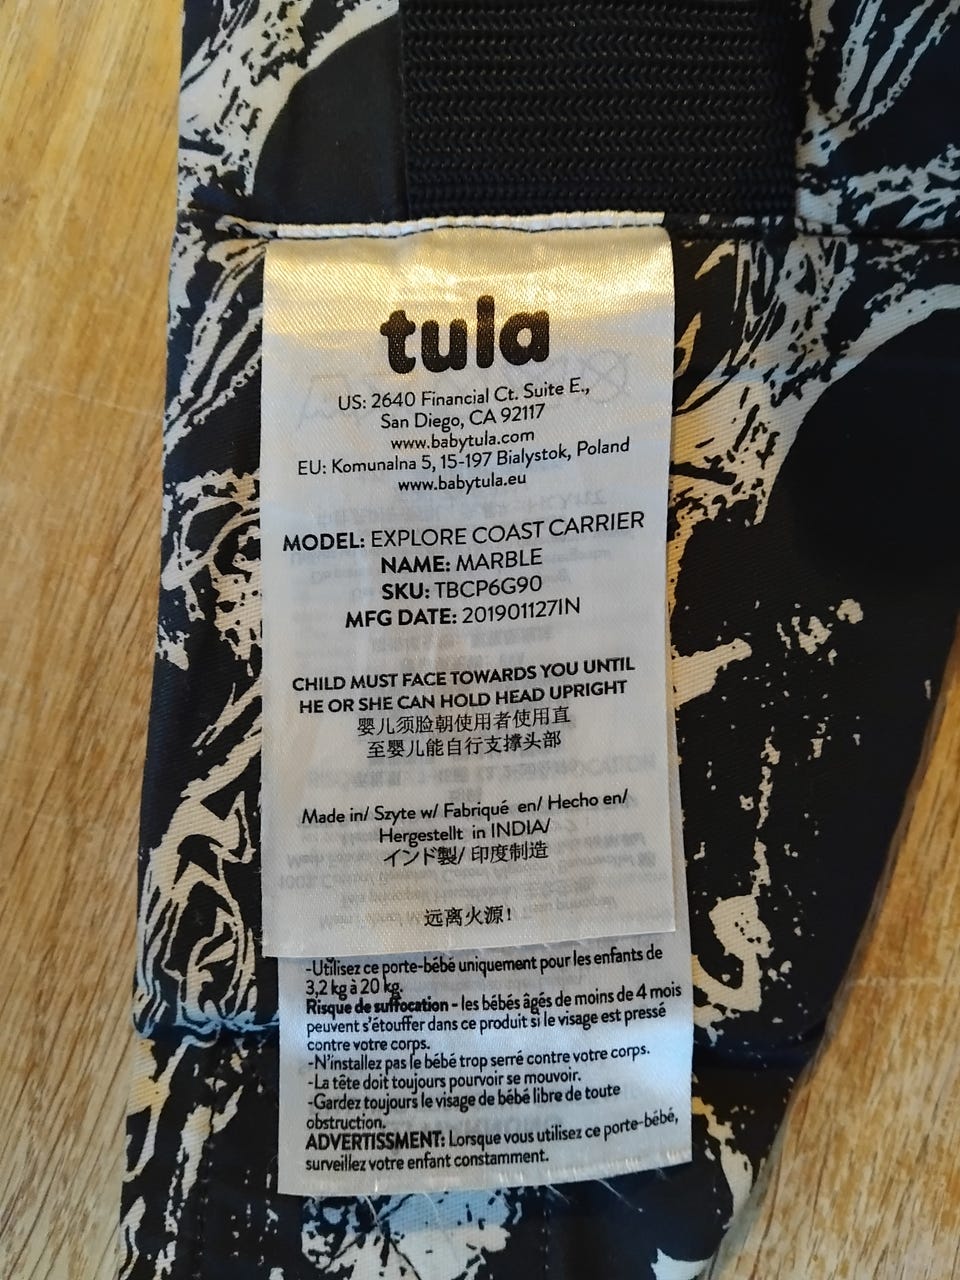 tula
US: 2640 Financial Ct. Suite E.,
San Diego, CA 92117
www.babytula.com
EU: Komunalna 5, 15-197 Bialystok, Poland
www.babytula.eu
MODEL: EXPLORE COAST CARRIER
NAME: MARBLE
SKU: TBCP6G90
MFG DATE: 201901127IN
CHILD MUST FACE TOWARDS YOU UNTIL
HE OR SHE CAN HOLD HEAD UPRIGHT
婴儿须脸朝使用者使用直
至婴儿能自行支撑头部
Made in/ Szyte w/ Fabriqué en/ Hecho en/
Hergestellt in INDIA/
インド製/ 印度制造
远离火源!
-Utilisez ce porte-bébé uniquement pour les enfants de
3,2 kg à 20 kg.
Risque de suffocation - les bébés âgés de moins de 4 mois
peuvent s'étouffer dans ce produit si le visage est pressé
contre votre corps.
-N'installez pas le bébé trop serré contre votre corps.
-La tête doit toujours pourvoir se mouvoir.
-Gardez toujours le visage de bébé libre de toute
obstruction.
ADVERTISSMENT: Lorsque vous utilisez ce porte-bébé,
surveillez votre enfant constamment.